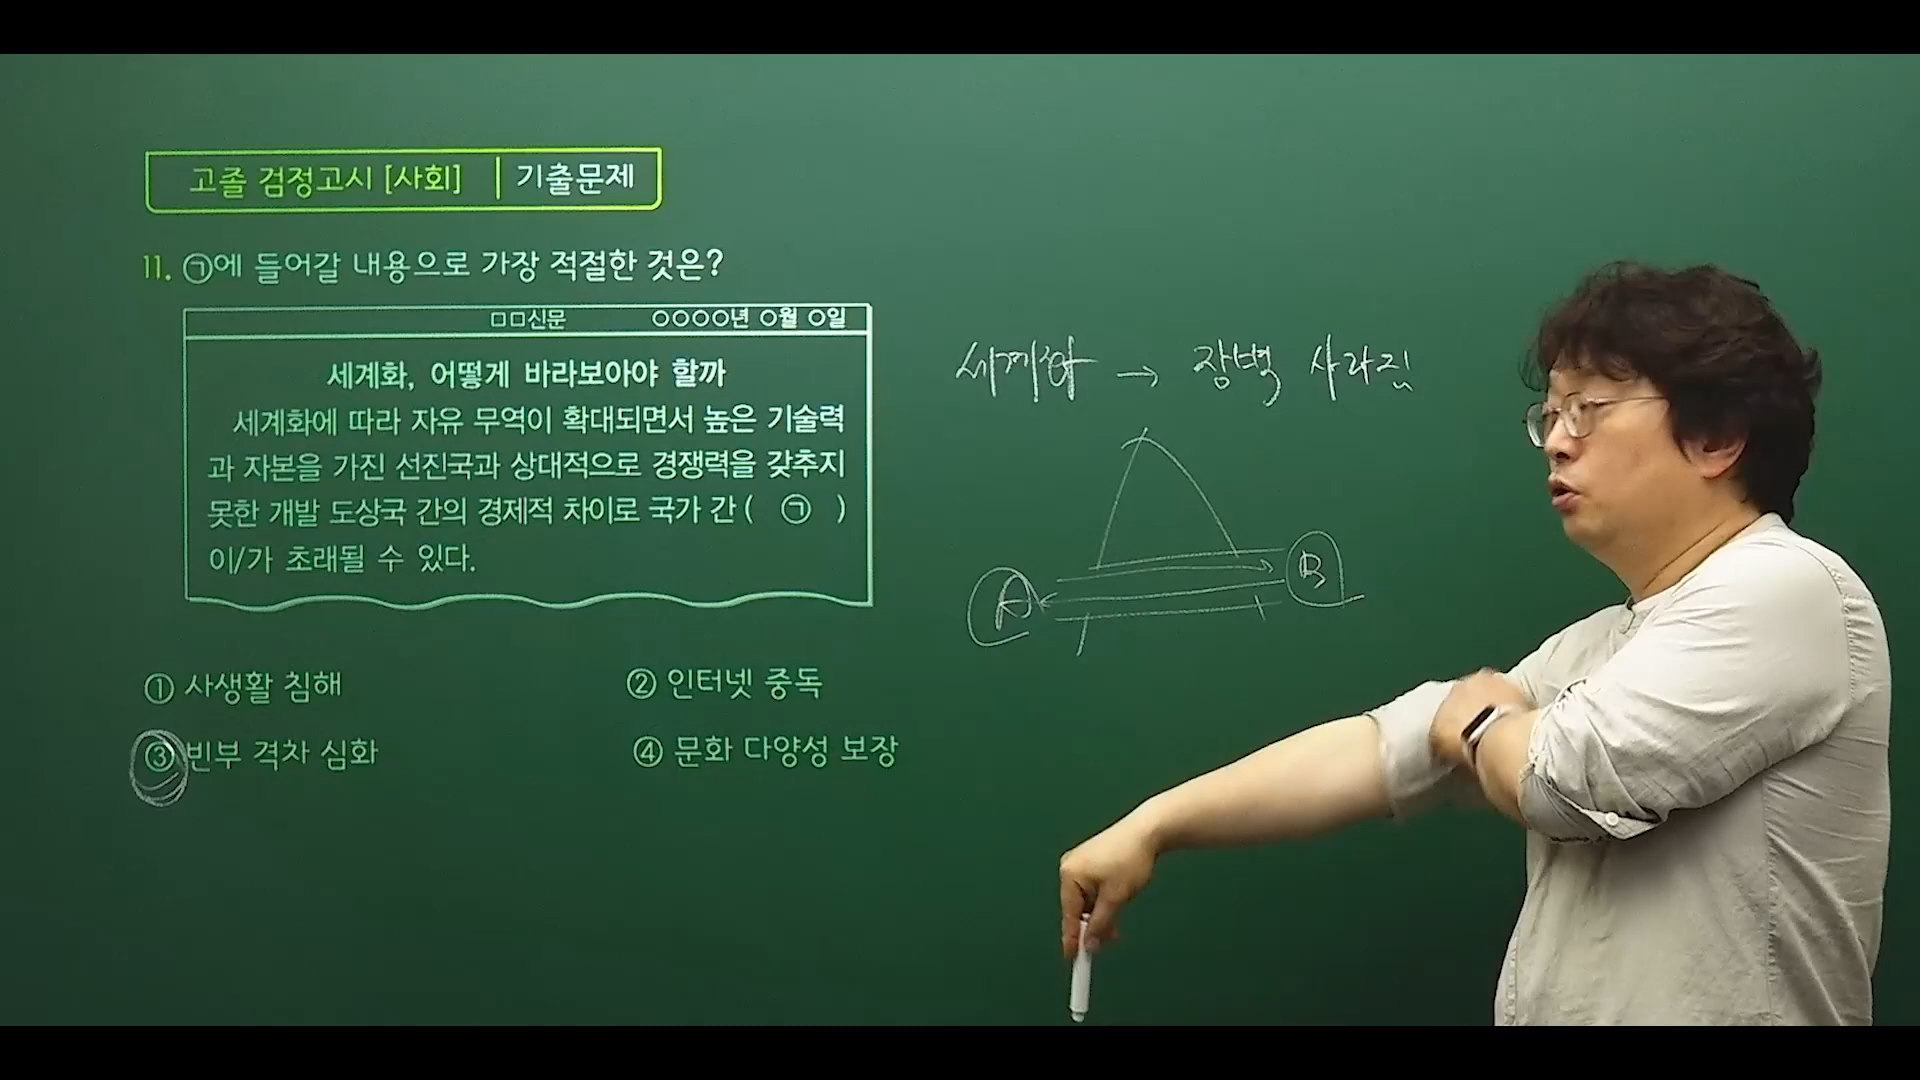 고졸 검정고시 [사회] | 기출문제
11. ㉠에 들어갈 내용으로 가장 적절한 것은?
□□신문 ○○○○년 ○월 ○일
세계화, 어떻게 바라보아야 할까
세계화에 따라 자유 무역이 확대되면서 높은 기술력
과 자본을 가진 선진국과 상대적으로 경쟁력을 갖추지
못한 개발 도상국 간의 경제적 차이로 국가 간 ( ㉠ )
이/가 초래될 수 있다.
① 사생활 침해
② 인터넷 중독
③ 빈부 격차 심화
④ 문화 다양성 보장
세계화 → 장벽 사라짐
A B